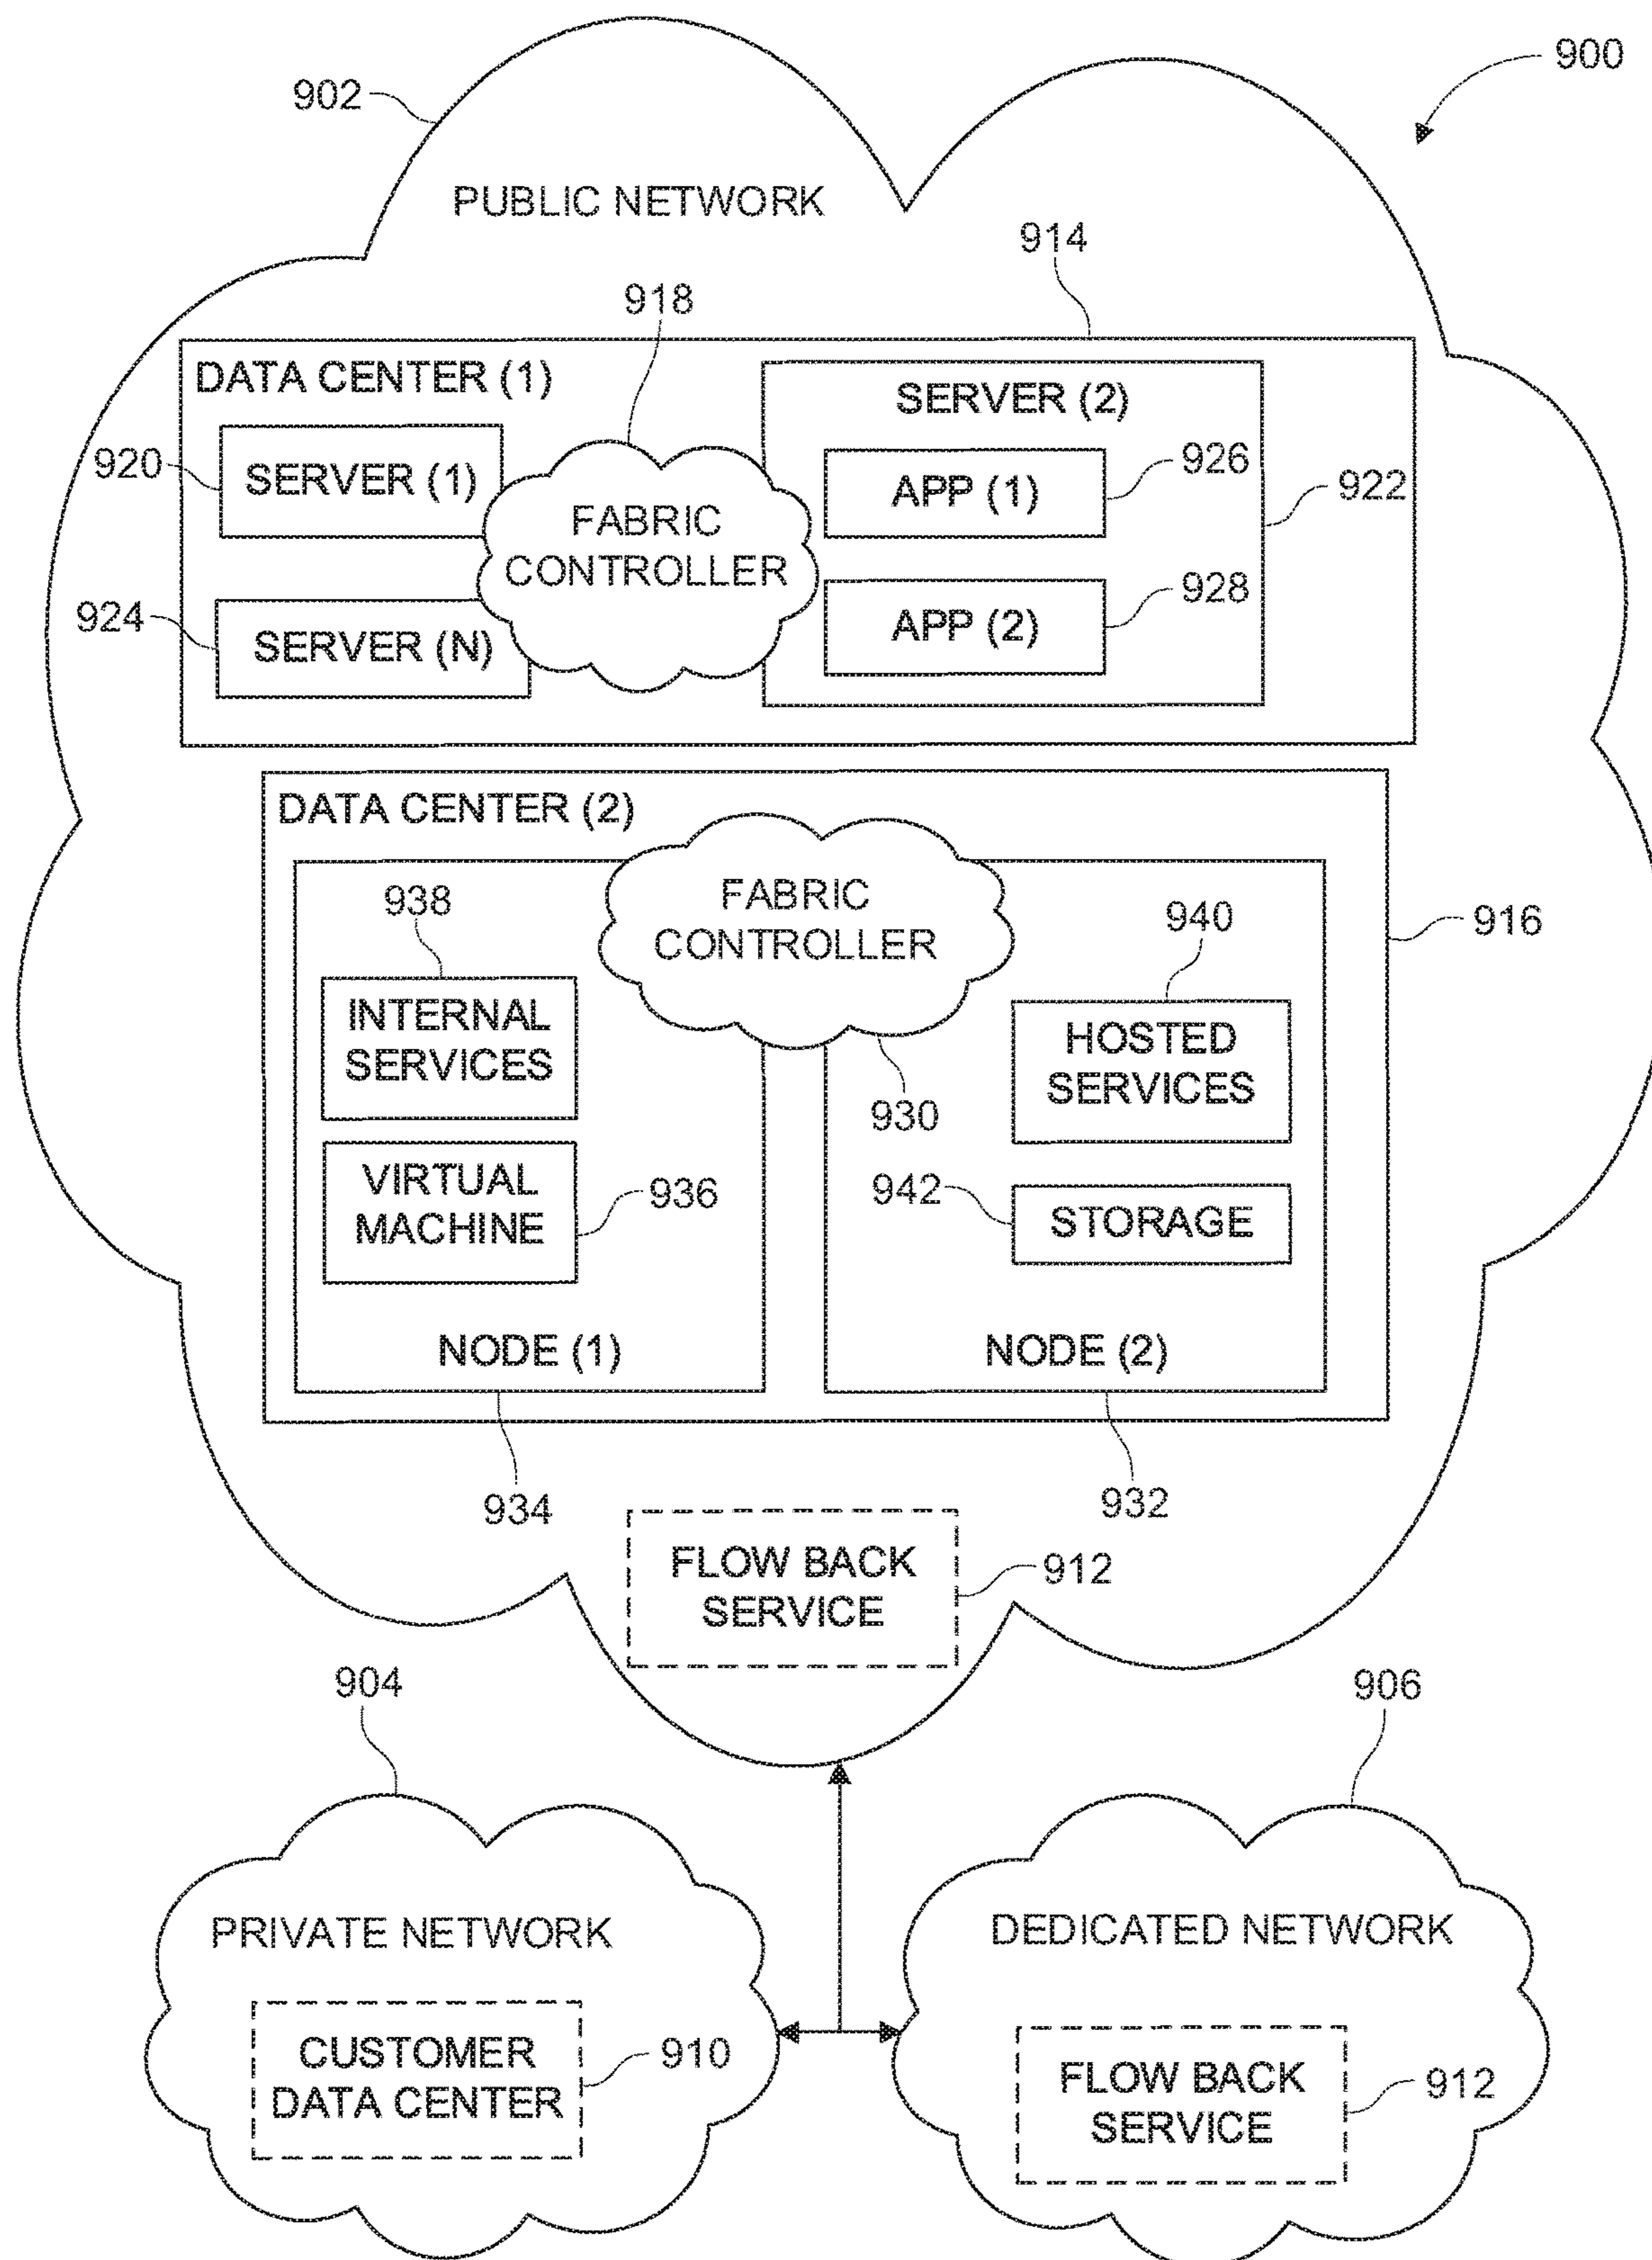 900
902
PUBLIC NETWORK
914
918
DATA CENTER (1)
SERVER (2)
920
SERVER (1)
APP (1)
926
922
FABRIC
CONTROLLER
924
SERVER (N)
APP (2)
928
DATA CENTER (2)
FABRIC
CONTROLLER
938
940
916
INTERNAL
SERVICES
HOSTED
SERVICES
930
VIRTUAL
MACHINE
936
942
STORAGE
NODE (1)
NODE (2)
934
932
FLOW BACK
SERVICE
912
904
906
PRIVATE NETWORK
DEDICATED NETWORK
CUSTOMER
DATA CENTER
910
FLOW BACK
SERVICE
912